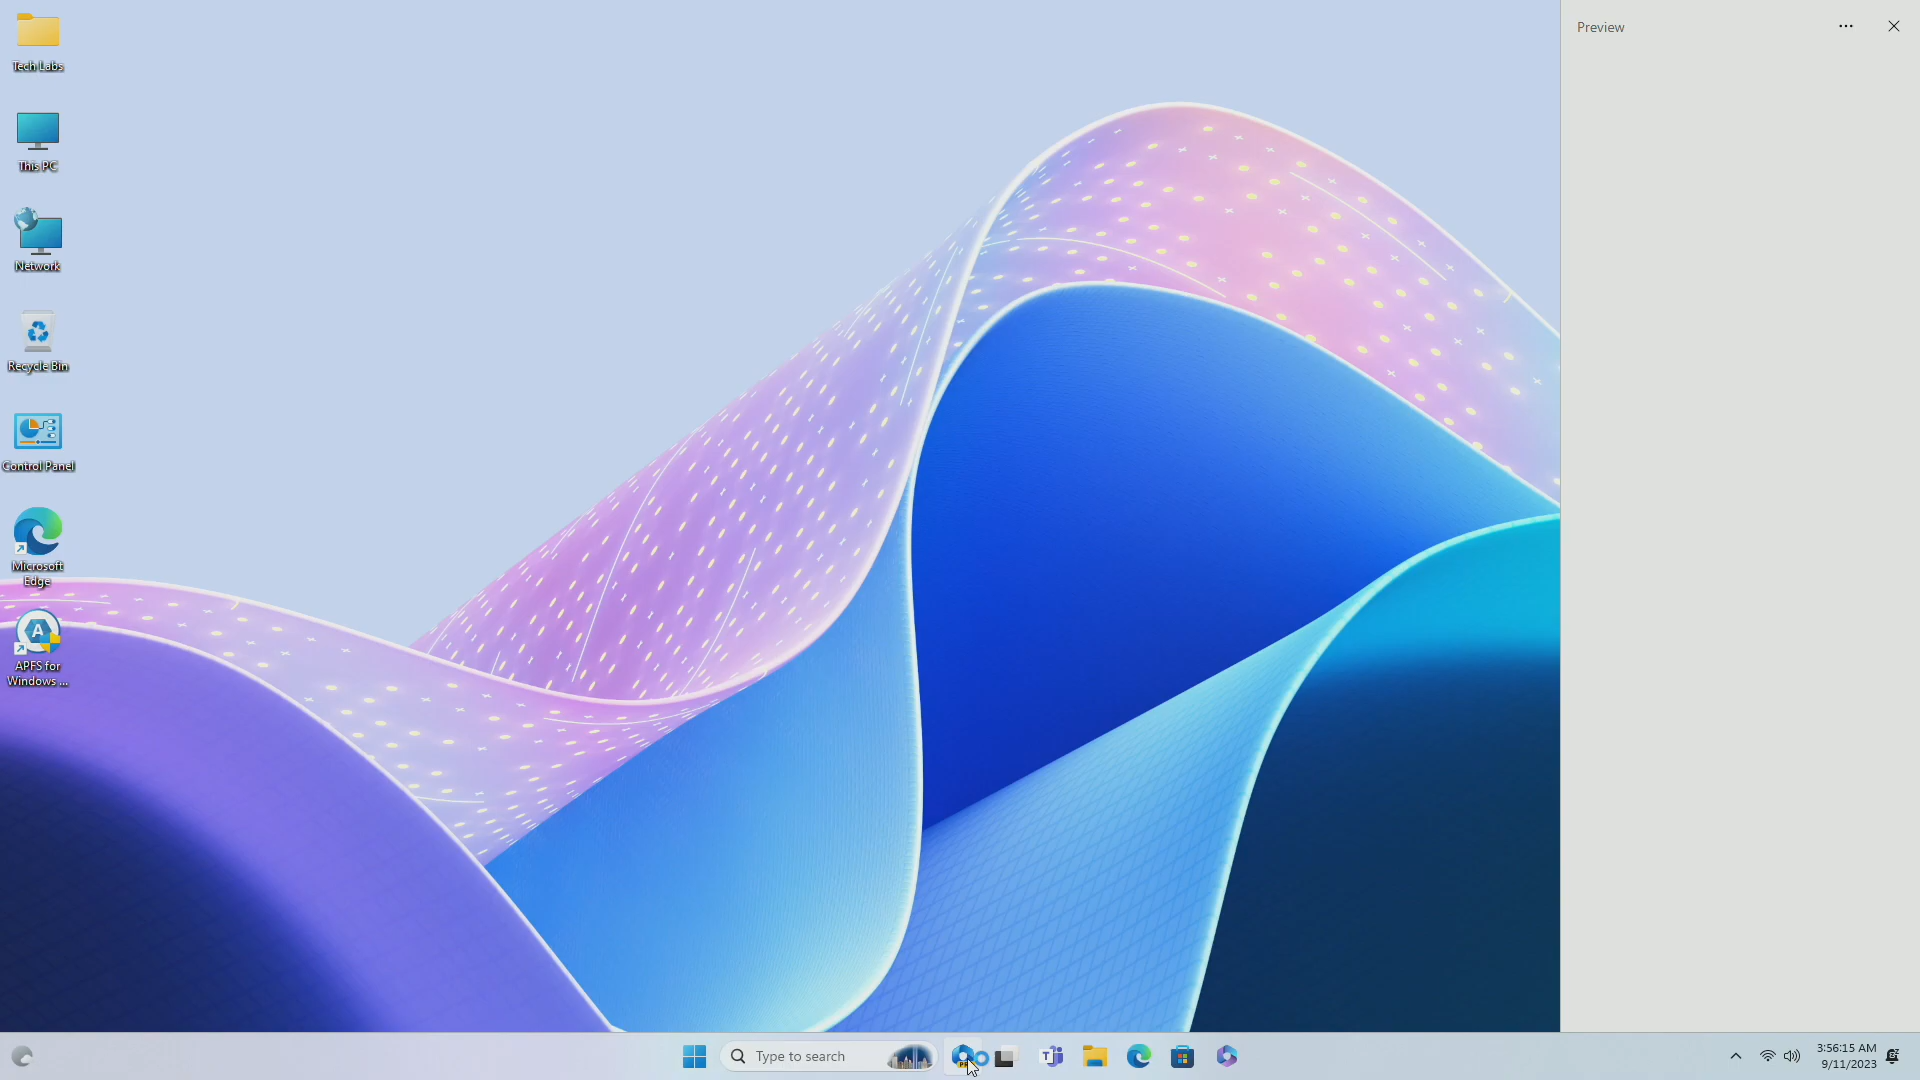 Tech Labs
This PC
Network
Recycle Bin
Control Panel
Microsoft
Edge
APFS for
Windows ...
Preview
Type to search
3:56:15 AM
9/11/2023